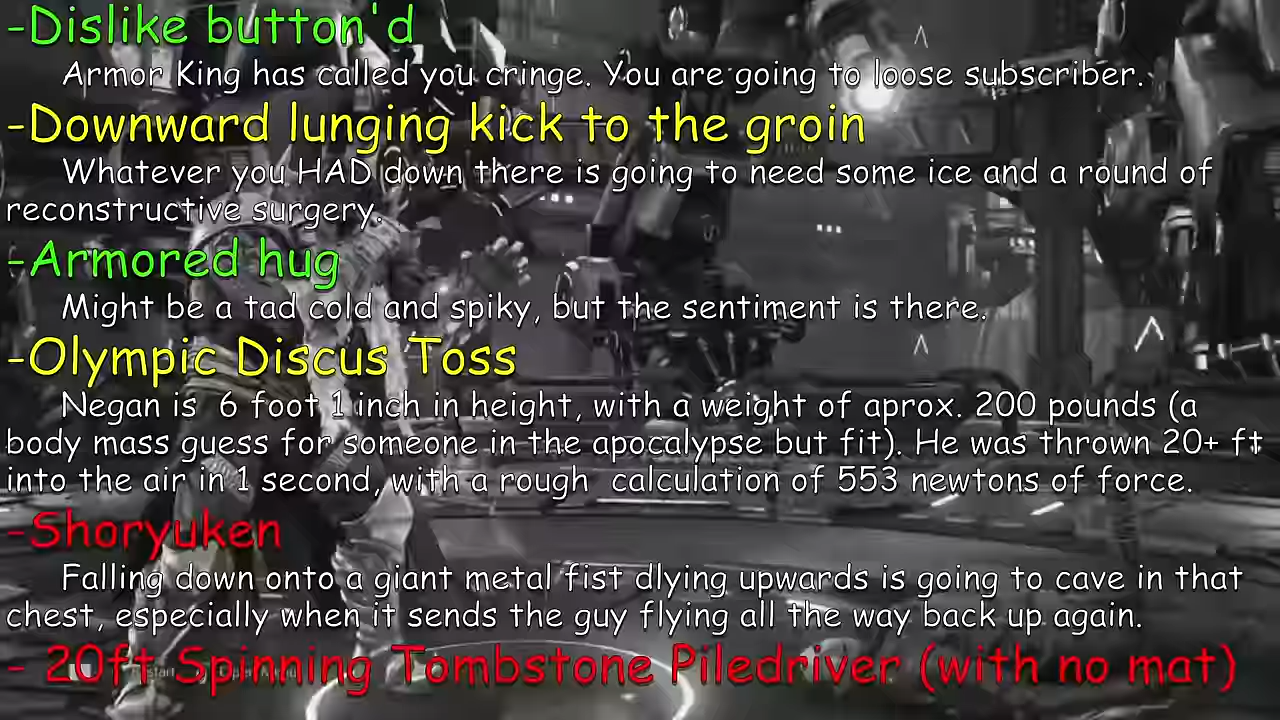 -Dislike button'd
Armor King has called you cringe. You are going to loose subscriber.
-Downward lunging kick to the groin
Whatever you HAD down there is going to need some ice and a round of
reconstructive surgery.
-Armored hug
Might be a tad cold and spiky, but the sentiment is there.
-Olympic Discus Toss
Negan is 6 foot 1 inch in height, with a weight of aprox. 200 pounds (a
body mass guess for someone in the apocalypse but fit). He was thrown 20+ ft
into the air in 1 second, with a rough calculation of 553 newtons of force.
-Shoryuken
Falling down onto a giant metal fist dlying upwards is going to cave in that
chest, especially when it sends the guy flying all the way back up again.
- 20ft Spinning Tombstone Piledriver (with no mat)